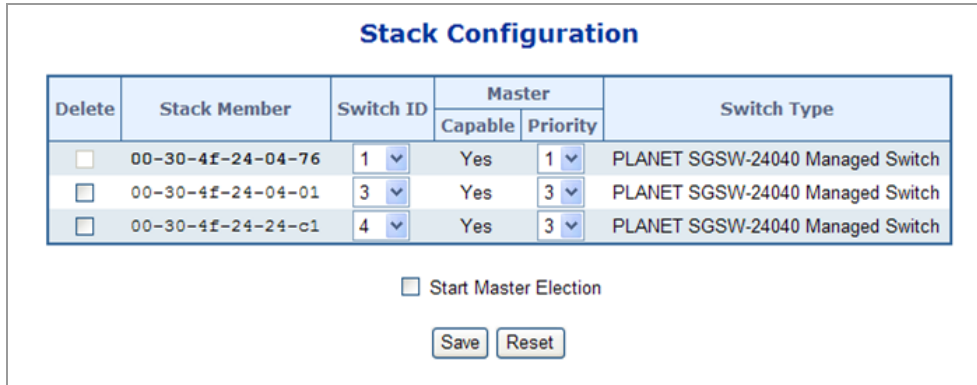 Stack Configuration
Delete Stack Member Switch ID Master Switch Type
Capable Priority
00-30-4f-24-04-76 1 Yes 1 PLANET SGSW-24040 Managed Switch
00-30-4f-24-04-01 3 Yes 3 PLANET SGSW-24040 Managed Switch
00-30-4f-24-24-c1 4 Yes 3 PLANET SGSW-24040 Managed Switch
Start Master Election
Save Reset